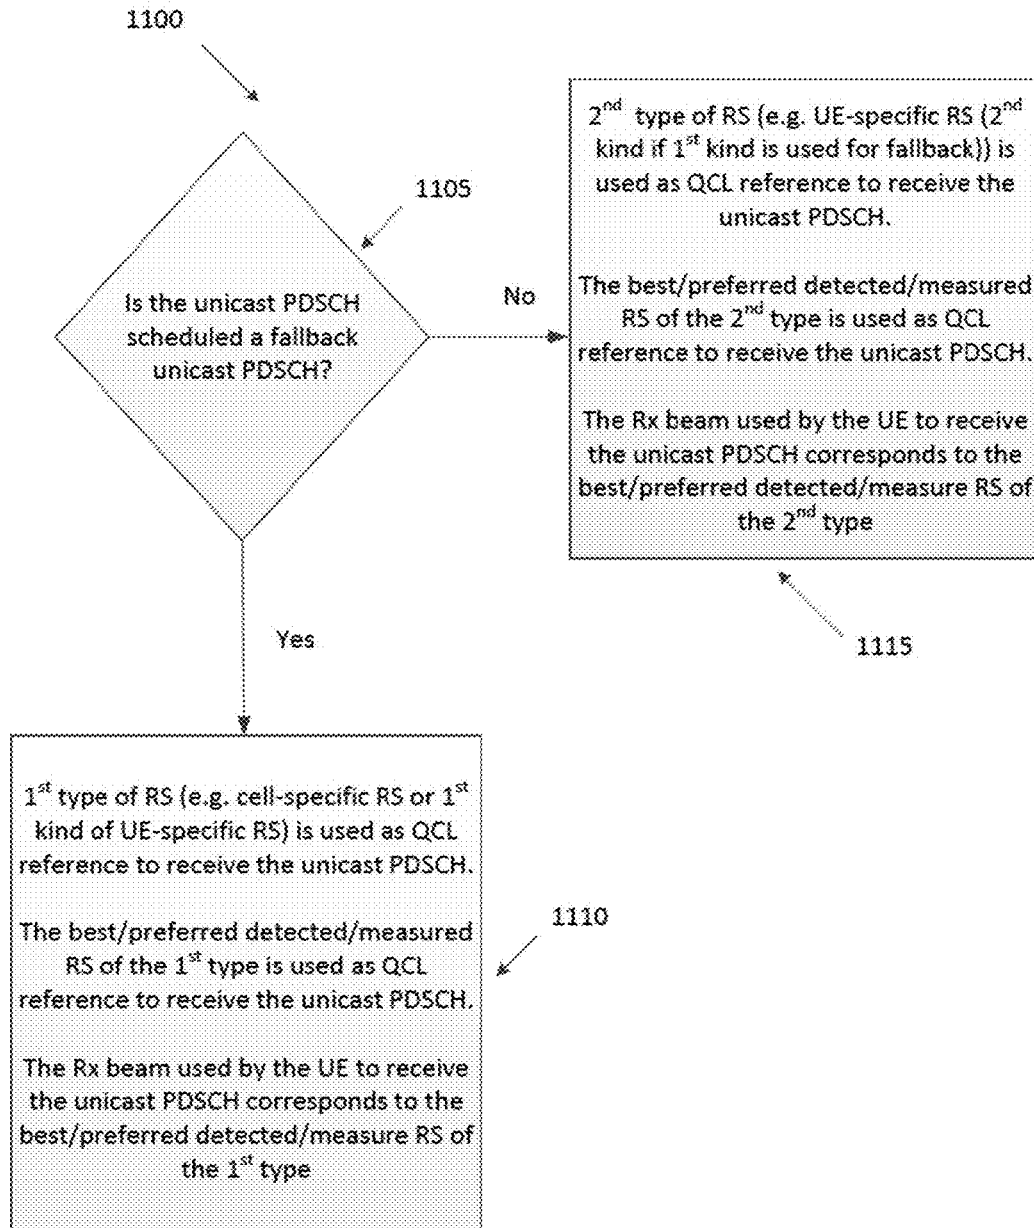 1100
1105
Is the unicast PDSCH
scheduled a fallback
unicast PDSCH?
No
2nd type of RS (e.g. UE-specific RS (2nd
kind if 1st kind is used for fallback)) is
used as QCL reference to receive the
unicast PDSCH.
The best/preferred detected/measured
RS of the 2nd type is used as QCL
reference to receive the unicast PDSCH.
The Rx beam used by the UE to receive
the unicast PDSCH corresponds to the
best/preferred detected/measure RS of
the 2nd type
1115
Yes
1st type of RS (e.g. cell-specific RS or 1st
kind of UE-specific RS) is used as QCL
reference to receive the unicast PDSCH.
The best/preferred detected/measured
RS of the 1st type is used as QCL
reference to receive the unicast PDSCH.
The Rx beam used by the UE to receive
the unicast PDSCH corresponds to the
best/preferred detected/measure RS of
the 1st type
1110